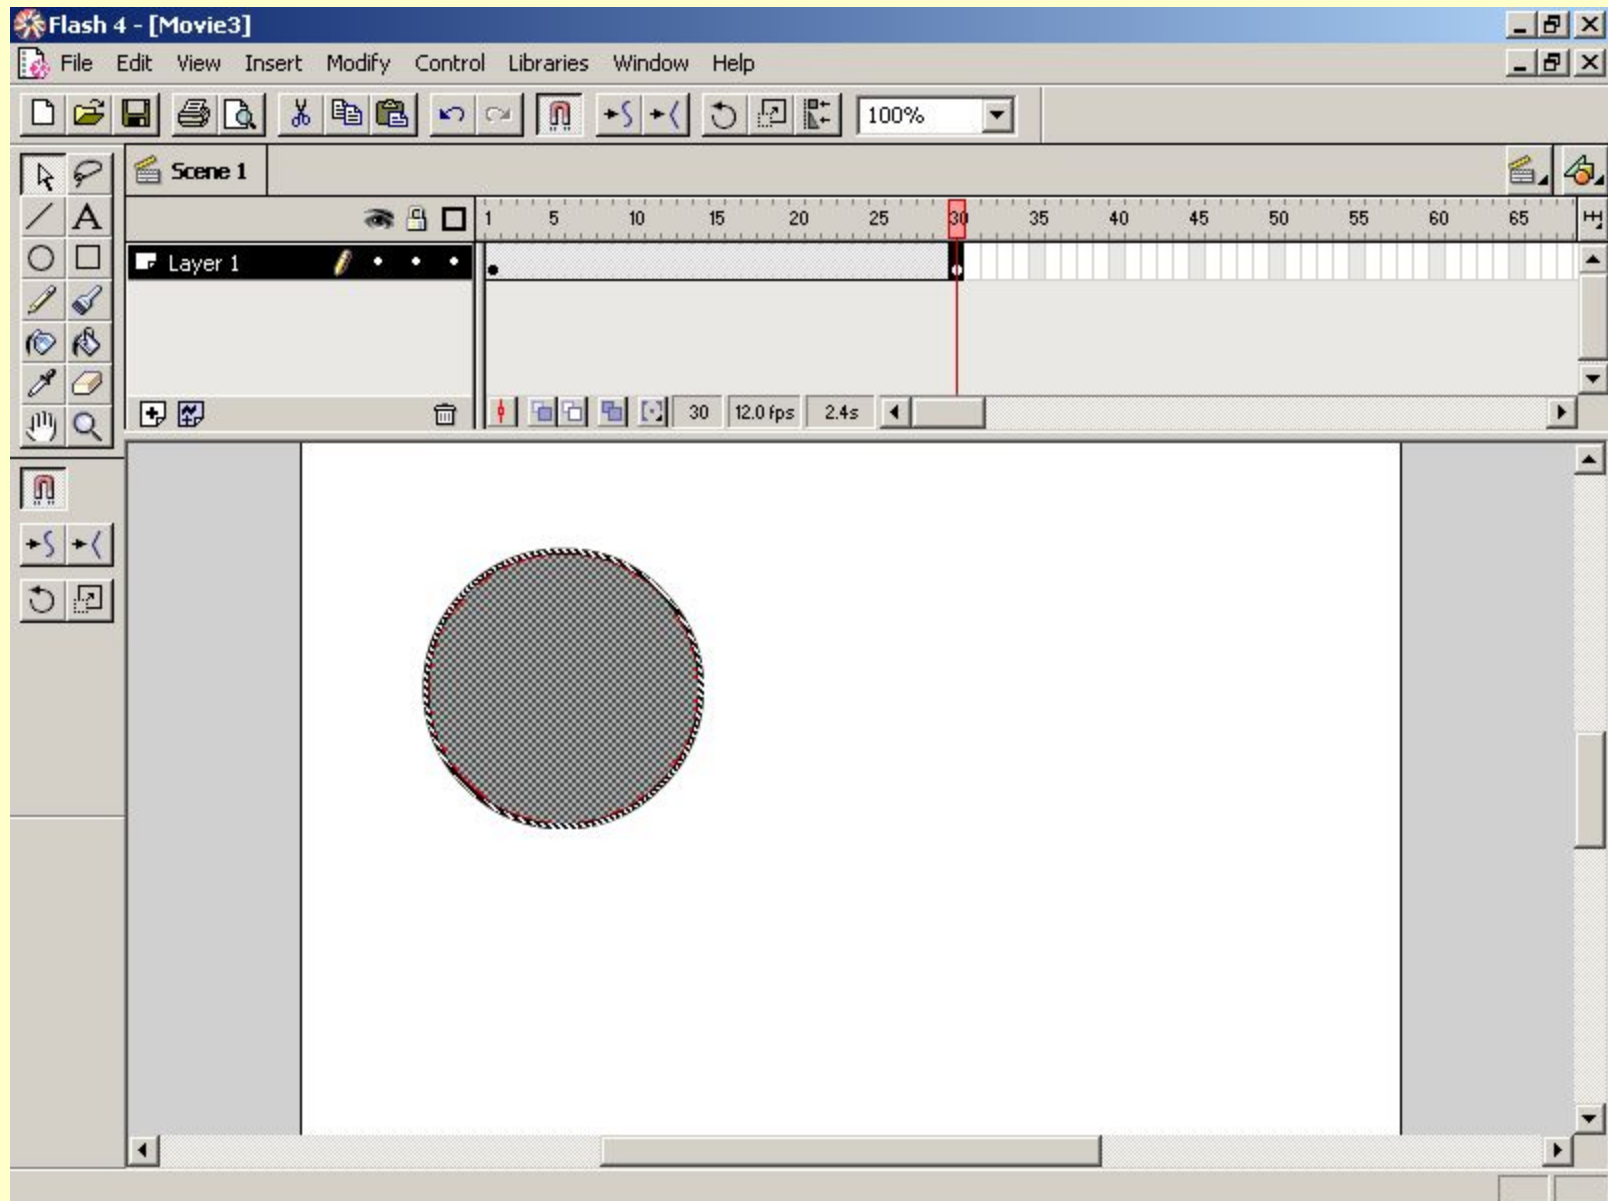 Flash 4 - [Movie3]
File Edit View Insert Modify Control Libraries Window Help
100%
Scene 1
1 5 10 15 20 25 30 35 40 45 50 55 60 65
Layer 1
30 12.0 fps 2.4s